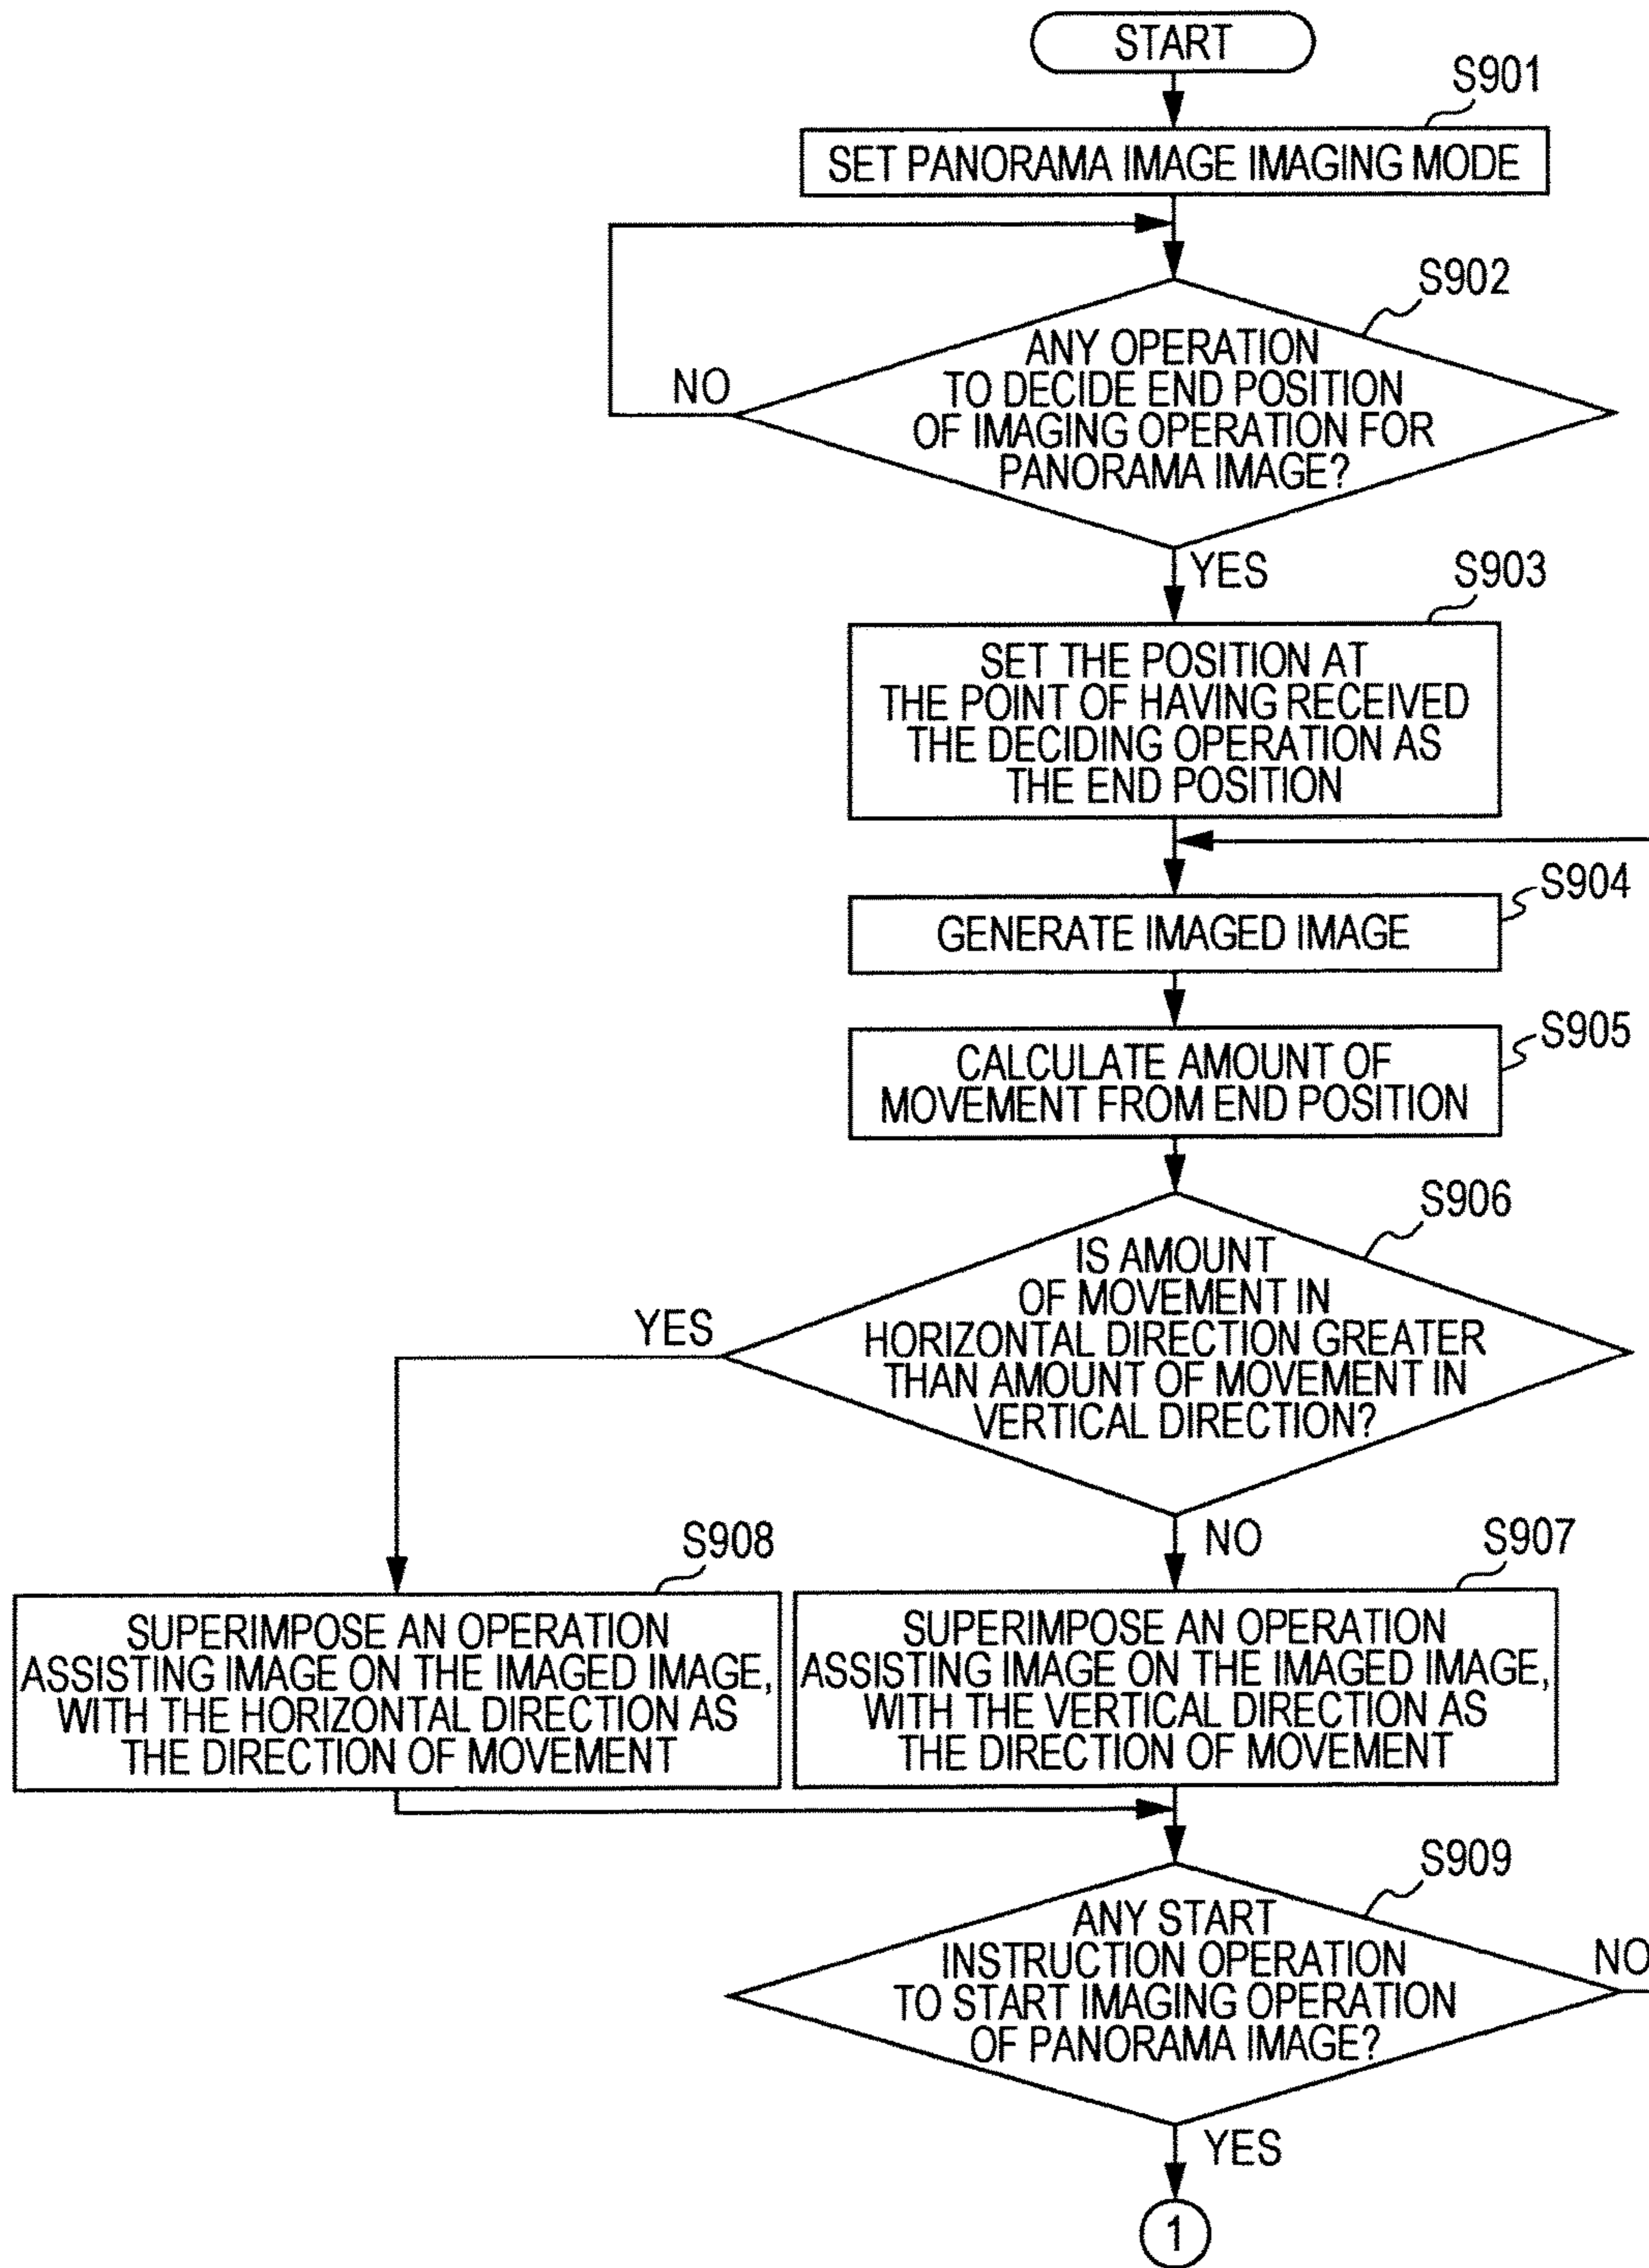 START
S901
SET PANORAMA IMAGE IMAGING MODE
S902
ANY OPERATION
TO DECIDE END POSITION
OF IMAGING OPERATION FOR
PANORAMA IMAGE?
NO
YES
S903
SET THE POSITION AT
THE POINT OF HAVING RECEIVED
THE DECIDING OPERATION AS
THE END POSITION
S904
GENERATE IMAGED IMAGE
S905
CALCULATE AMOUNT OF
MOVEMENT FROM END POSITION
S906
IS AMOUNT
OF MOVEMENT IN
HORIZONTAL DIRECTION GREATER
THAN AMOUNT OF MOVEMENT IN
VERTICAL DIRECTION?
YES
NO
S908
SUPERIMPOSE AN OPERATION
ASSISTING IMAGE ON THE IMAGED IMAGE,
WITH THE HORIZONTAL DIRECTION AS
THE DIRECTION OF MOVEMENT
S907
SUPERIMPOSE AN OPERATION
ASSISTING IMAGE ON THE IMAGED IMAGE,
WITH THE VERTICAL DIRECTION AS
THE DIRECTION OF MOVEMENT
S909
ANY START
INSTRUCTION OPERATION
TO START IMAGING OPERATION
OF PANORAMA IMAGE?
NO
YES
1